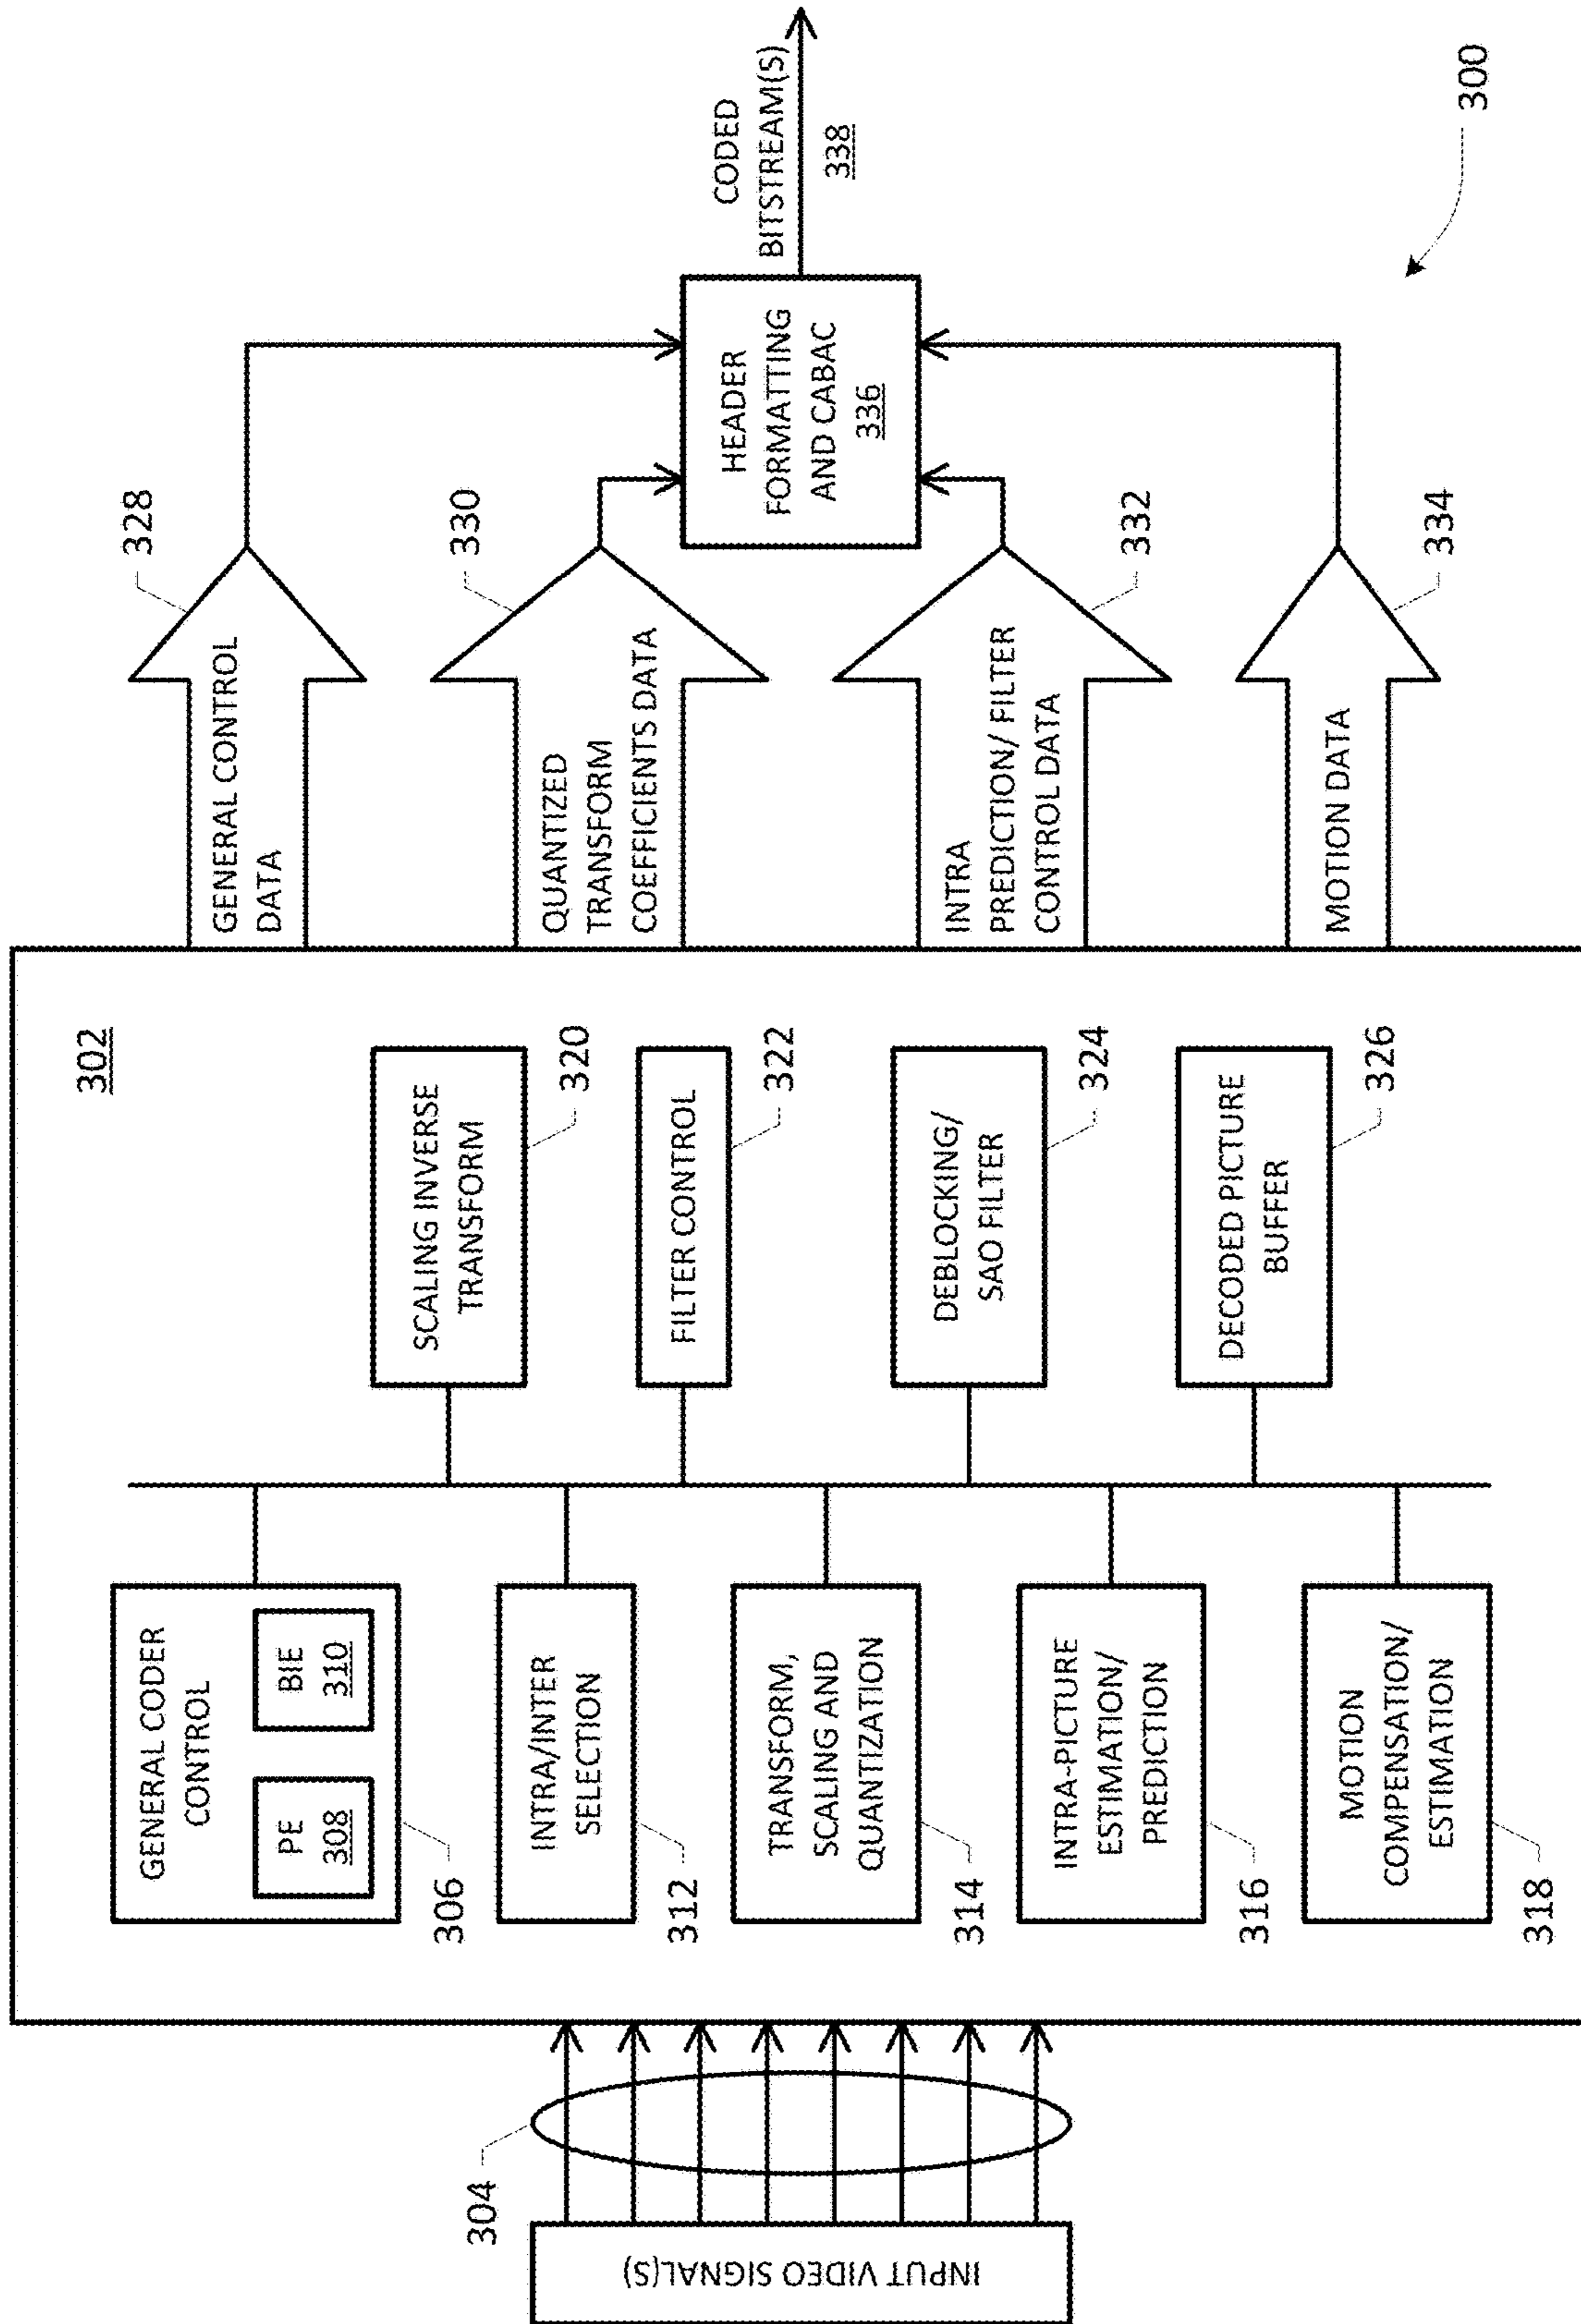 302
304
INPUT VIDEO SIGNAL(S)
GENERAL CODER
CONTROL
PE
308
BIE
310
306
INTRA/INTER
SELECTION
312
TRANSFORM,
SCALING AND
QUANTIZATION
314
INTRA-PICTURE
ESTIMATION/
PREDICTION
316
MOTION
COMPENSATION/
ESTIMATION
318
SCALING INVERSE
TRANSFORM
320
FILTER CONTROL
322
DEBLOCKING/
SAO FILTER
324
DECODED PICTURE
BUFFER
326
GENERAL CONTROL
DATA
328
QUANTIZED
TRANSFORM
COEFFICIENTS DATA
330
INTRA
PREDICTION/ FILTER
CONTROL DATA
332
MOTION DATA
334
HEADER
FORMATTING
AND CABAC
336
CODED
BITSTREAM(S)
338
300